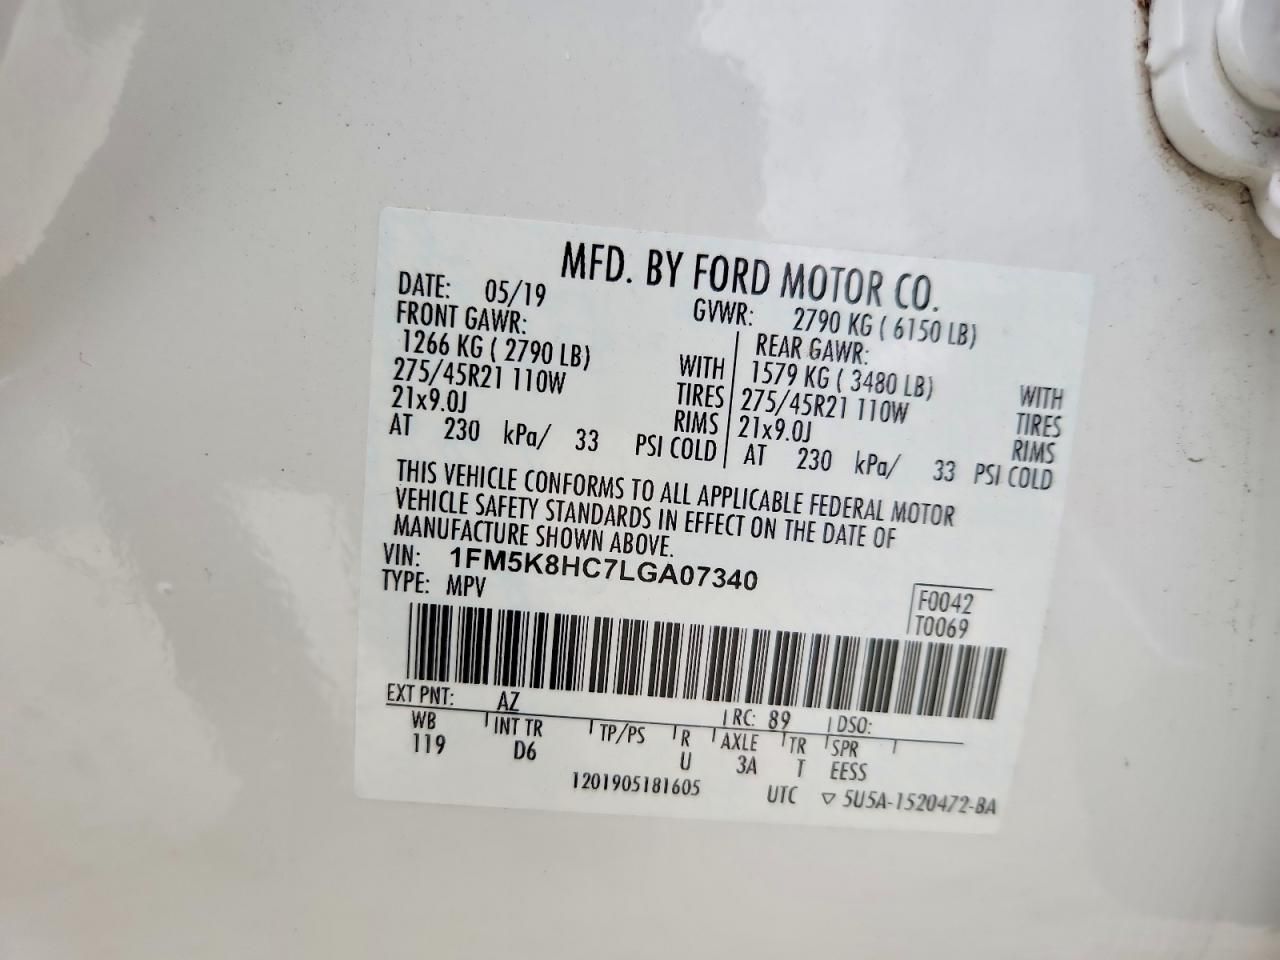 MFD. BY FORD MOTOR CO.
DATE: 05/19 GVWR: 2790 KG ( 6150 LB)
FRONT GAWR: REAR GAWR:
1266 KG ( 2790 LB) WITH 1579 KG ( 3480 LB) WITH
275/45R21 110W TIRES 275/45R21 110W TIRES
21x9.0J RIMS 21x9.0J RIMS
AT 230 kPa/ 33 PSI COLD AT 230 kPa/ 33 PSI COLD
THIS VEHICLE CONFORMS TO ALL APPLICABLE FEDERAL MOTOR
VEHICLE SAFETY STANDARDS IN EFFECT ON THE DATE OF
MANUFACTURE SHOWN ABOVE.
VIN: 1FM5K8HC7LGA07340
TYPE: MPV
F0042
T0069
EXT PNT: AZ RC: 89 DSO:
WB INT TR TP/PS R AXLE TR SPR
119 D6 U 3A T EESS
1201905181605 UTC ▽ 5U5A-1520472-BA